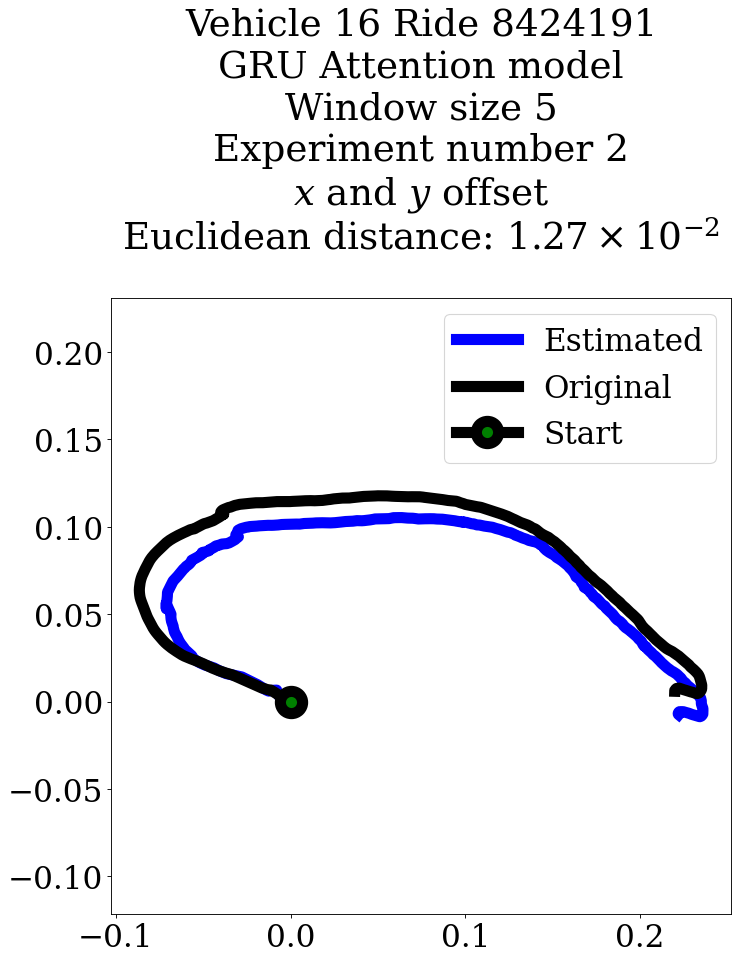 Vehicle 16 Ride 8424191
GRU Attention model
Window size 5
Experiment number 2
x and y offset
Euclidean distance: 1.27 × 10⁻²
Estimated
Original
Start
0.20
0.15
0.10
0.05
0.00
−0.05
−0.10
−0.1 0.0 0.1 0.2